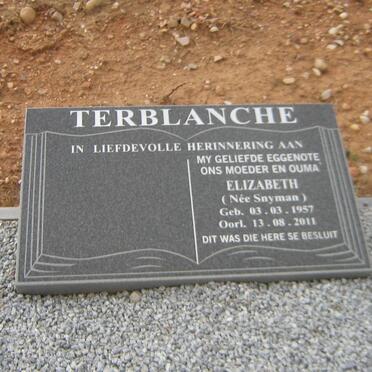 TERBLANCHE
IN LIEFDEVOLLE HERINNERING AAN
MY GELIEFDE EGGENOTE
ONS MOEDER EN OUMA
ELIZABETH
( Née Snyman )
Geb. 03 . 03 . 1957
Oorl. 13 . 08 . 2011
DIT WAS DIE HERE SE BESLUIT